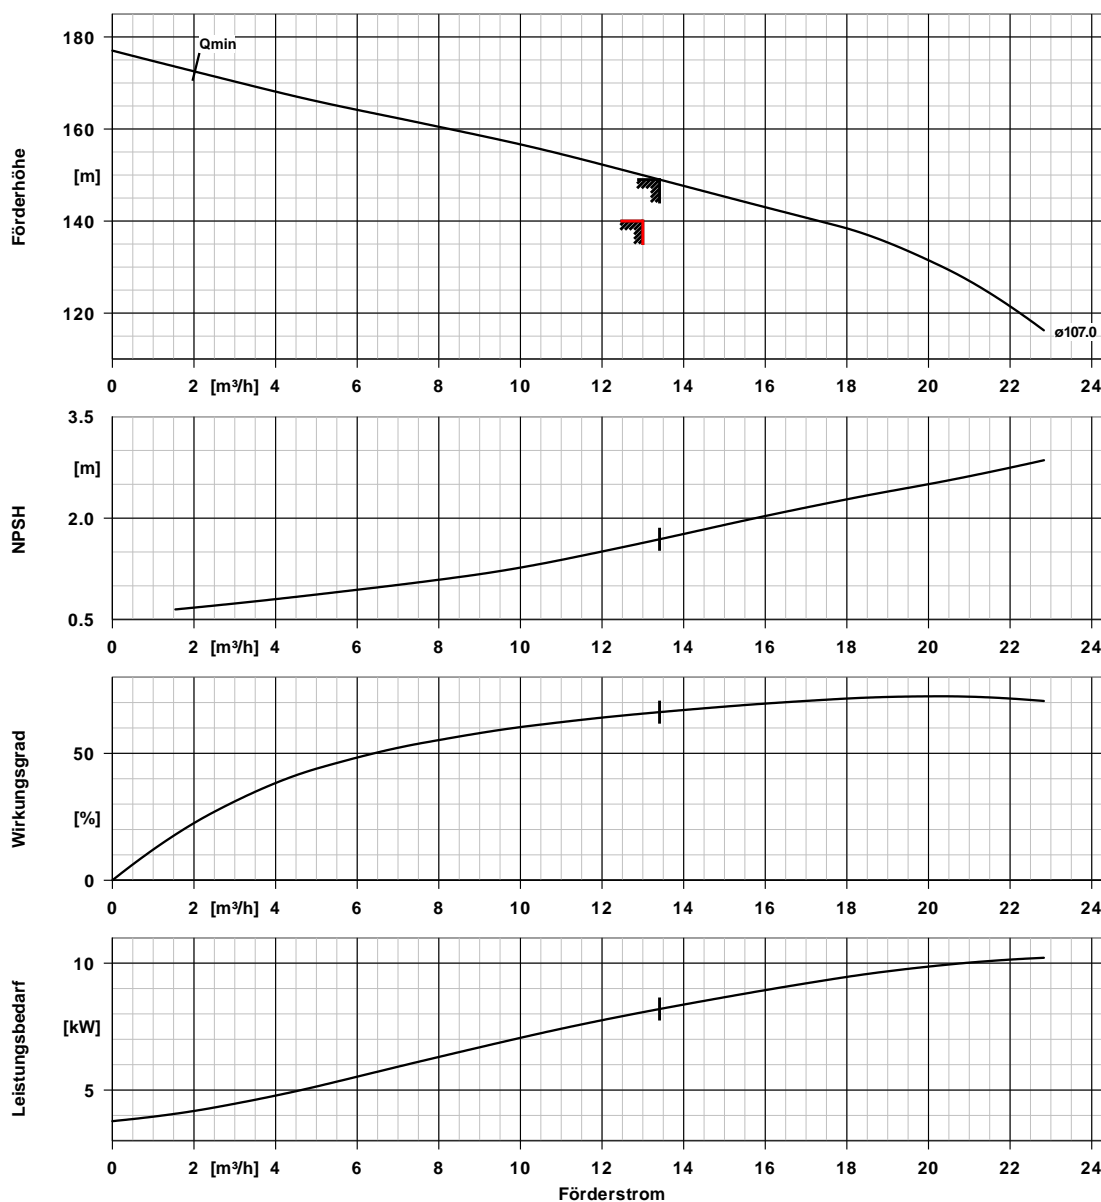 180
Qmin
160
Förderhöhe
[m]
140
120
ø107.0
0 2 [m³/h] 4 6 8 10 12 14 16 18 20 22 24
3.5
[m]
NPSH
2.0
0.5
0 2 [m³/h] 4 6 8 10 12 14 16 18 20 22 24
Wirkungsgrad
50
[%]
0
0 2 [m³/h] 4 6 8 10 12 14 16 18 20 22 24
10
Leistungsbedarf
[kW]
5
0 2 [m³/h] 4 6 8 10 12 14 16 18 20 22 24
Förderstrom